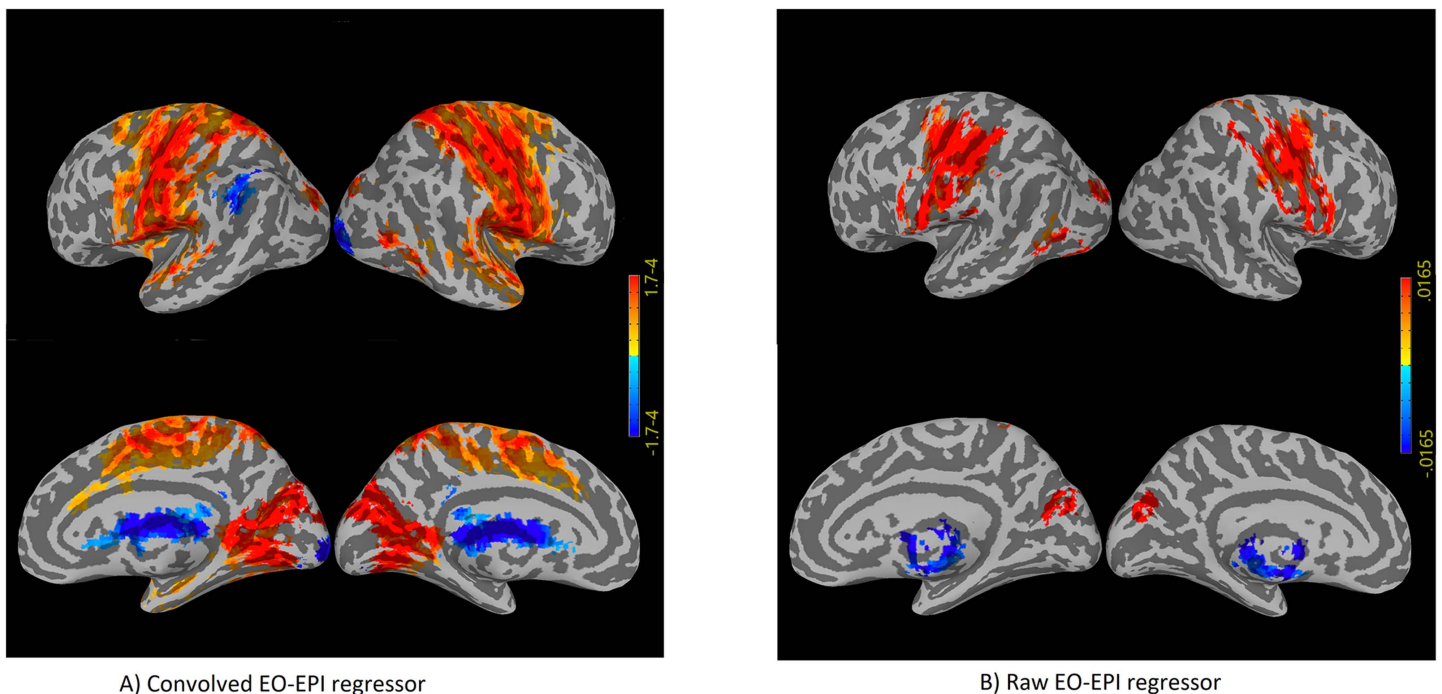 1.7-4
-1.7-4
.0165
-.0165
A) Convolved EO-EPI regressor
B) Raw EO-EPI regressor